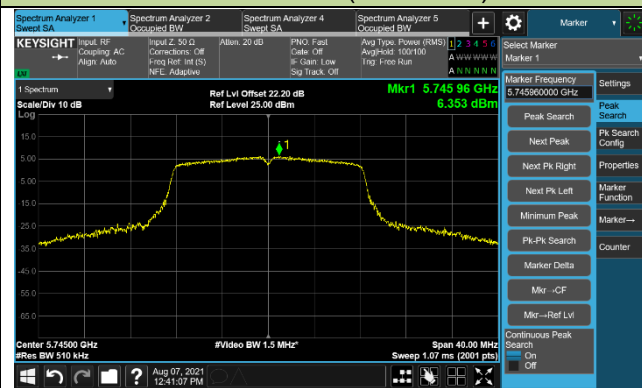 Spectrum Analyzer 1
Swept SA
Spectrum Analyzer 2
Occupied BW
Spectrum Analyzer 4
Swept SA
Spectrum Analyzer 5
Occupied BW
+
Marker
KEYSIGHT
Input: RF
Coupling: AC
Align: Auto
Input Z: 50 Ω
Corrections: Off
Freq Ref: Int (S)
NFE: Adaptive
Atten: 20 dB
PNO: Fast
Gate: Off
IF Gain: Low
Sig Track: Off
Avg Type: Power (RMS)
Avg|Hold: 100/100
Trig: Free Run
1 2 3 4 5 6
A W W W W W
A N N N N N
LXI
Select Marker
Marker 1
1 Spectrum
Scale/Div 10 dB
Log
Ref Lvl Offset 22.20 dB
Ref Level 25.00 dBm
Mkr1 5.745 96 GHz
6.353 dBm
1
15.0
5.00
-5.00
-15.0
-25.0
-35.0
-45.0
-55.0
-65.0
Center 5.74500 GHz
#Res BW 510 kHz
#Video BW 1.5 MHz*
Span 40.00 MHz
Sweep 1.07 ms (2001 pts)
Marker Frequency
5.745960000 GHz
Peak Search
Next Peak
Next Pk Right
Next Pk Left
Minimum Peak
Pk-Pk Search
Marker Delta
Mkr→CF
Mkr→Ref Lvl
Continuous Peak
Search
On
Off
Settings
Peak
Search
Pk Search
Config
Properties
Marker
Function
Marker→
Counter
?
Aug 07, 2021
12:41:07 PM